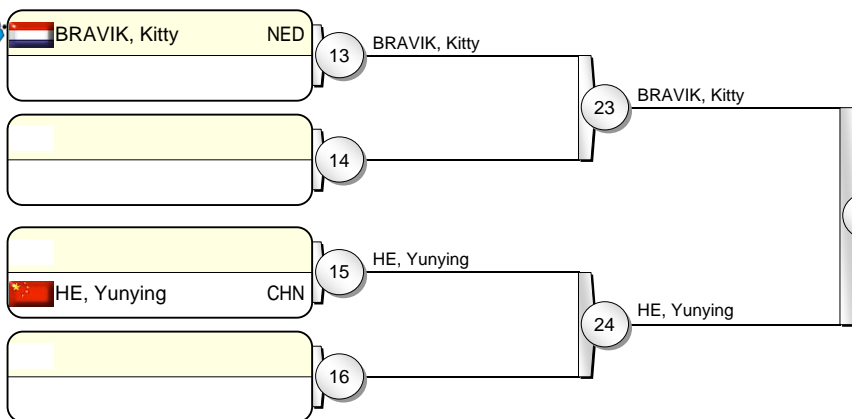 BRAVIK, Kitty NED
13
BRAVIK, Kitty
23
BRAVIK, Kitty
14
15
HE, Yunying
HE, Yunying CHN
24
HE, Yunying
16